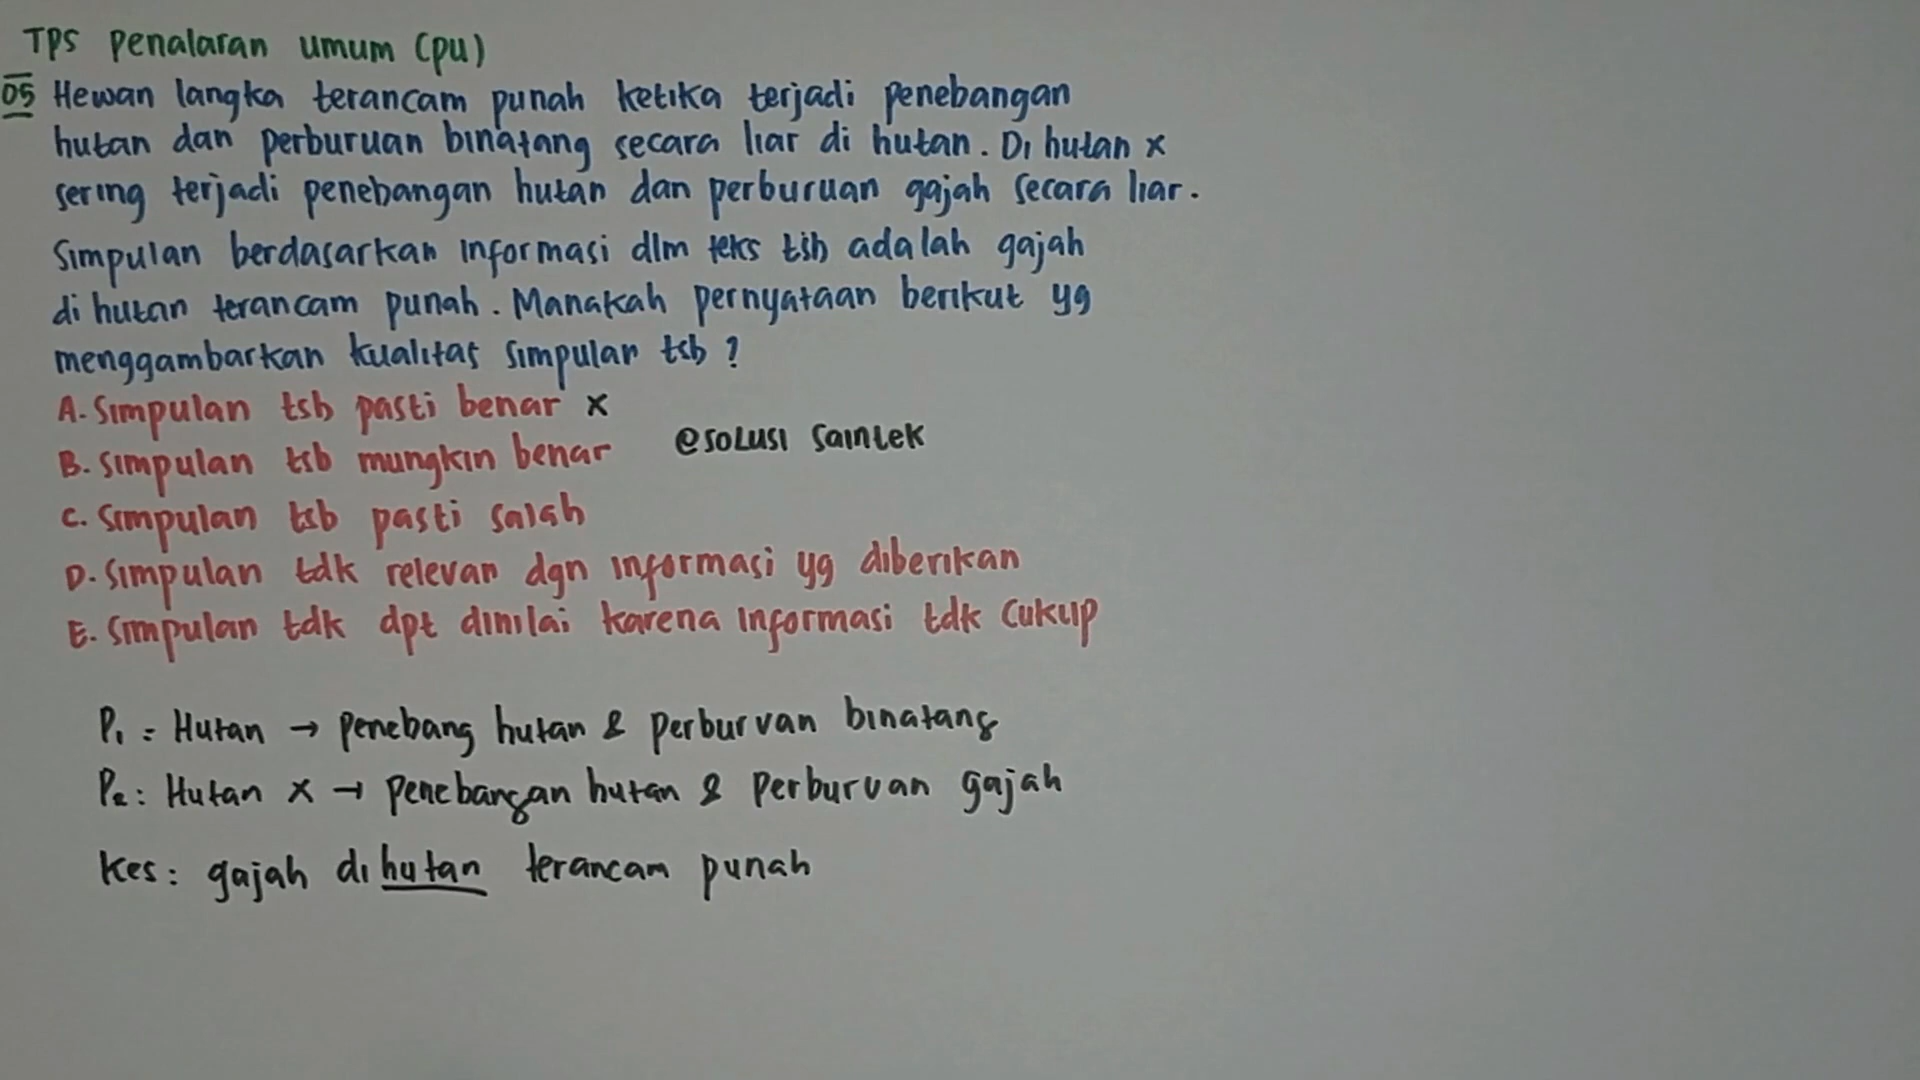 TPS penalaran umum (pu)
05 Hewan langka terancam punah ketika terjadi penebangan
hutan dan perburuan binatang secara liar di hutan. Di hutan x
sering terjadi penebangan hutan dan perburuan gajah secara liar.
Simpulan berdasarkan informasi dlm teks tsb adalah gajah
di hutan terancam punah. Manakah pernyataan berikut yg
menggambarkan kualitas simpulan tsb ?
A. Simpulan tsb pasti benar x
B. Simpulan tsb mungkin benar
@solusi saintek
C. Simpulan tsb pasti salah
D. Simpulan tdk relevan dgn informasi yg diberikan
E. Simpulan tdk dpt dinilai karena informasi tdk cukup
P₁ = Hutan → penebang hutan & perburuan binatang
P₂ : Hutan x → penebangan hutan & perburuan gajah
Kes : gajah di hutan terancam punah